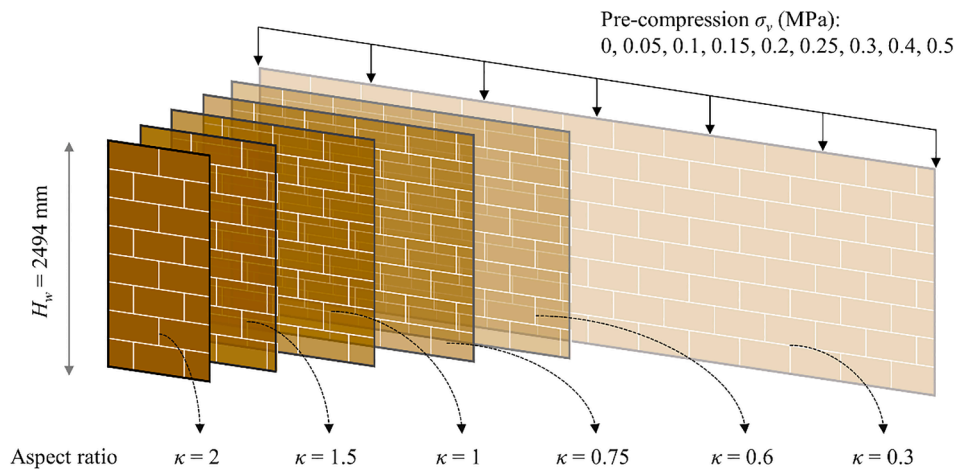 Pre-compression σᵥ (MPa):
0, 0.05, 0.1, 0.15, 0.2, 0.25, 0.3, 0.4, 0.5
H_w = 2494 mm
Aspect ratio κ = 2 κ = 1.5 κ = 1 κ = 0.75 κ = 0.6 κ = 0.3